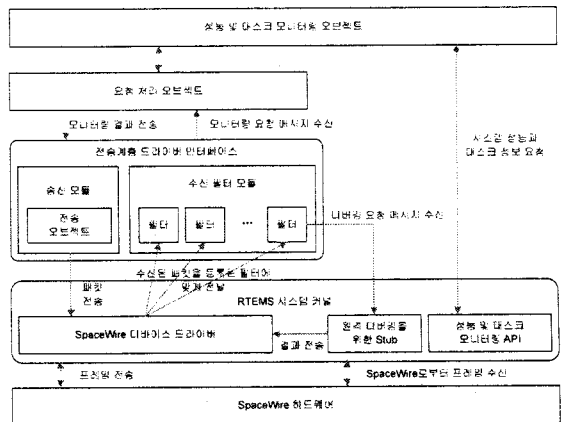 성능 및 태스크 모니터링 오브젝트
요청 처리 오브젝트
모니터링 결과 전송
모니터링 요청 메시지 수신
시스템 성능과
태스크 정보 요청
전송계층 드라이버 인터페이스
송신 모듈
수신 필터 모듈
전송
오브젝트
필터
필터
...
필터
디버깅 요청 메시지 수신
수신된 패킷을 등록된 필터에
맞게 전달
패킷
전송
RTEMS 시스템 커널
SpaceWire 디바이스 드라이버
결과 전송
원격 디버깅을
위한 Stub
성능 및 태스크
모니터링 API
프레임 전송
SpaceWire로부터 프레임 수신
SpaceWire 하드웨어